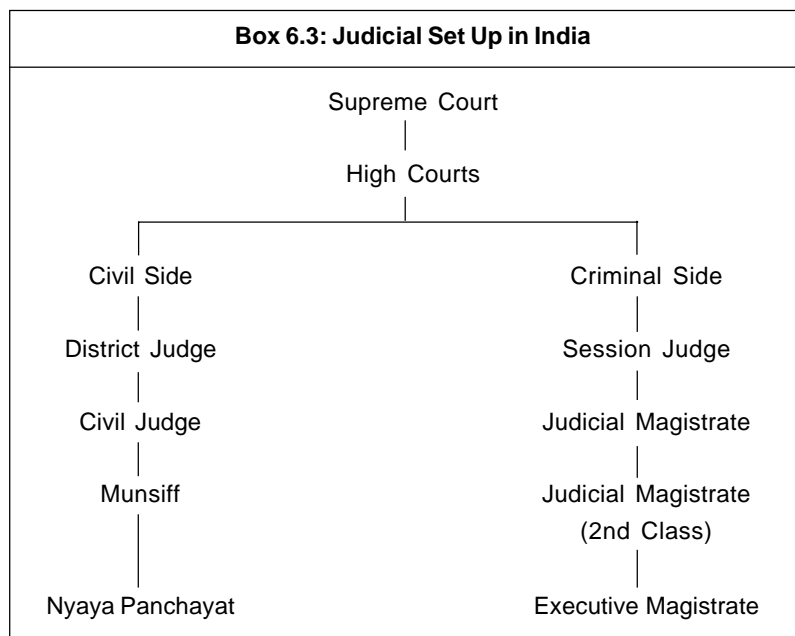 Box 6.3: Judicial Set Up in India
Supreme Court
High Courts
Civil Side
Criminal Side
District Judge
Session Judge
Civil Judge
Judicial Magistrate
Munsiff
Judicial Magistrate
(2nd Class)
Nyaya Panchayat
Executive Magistrate